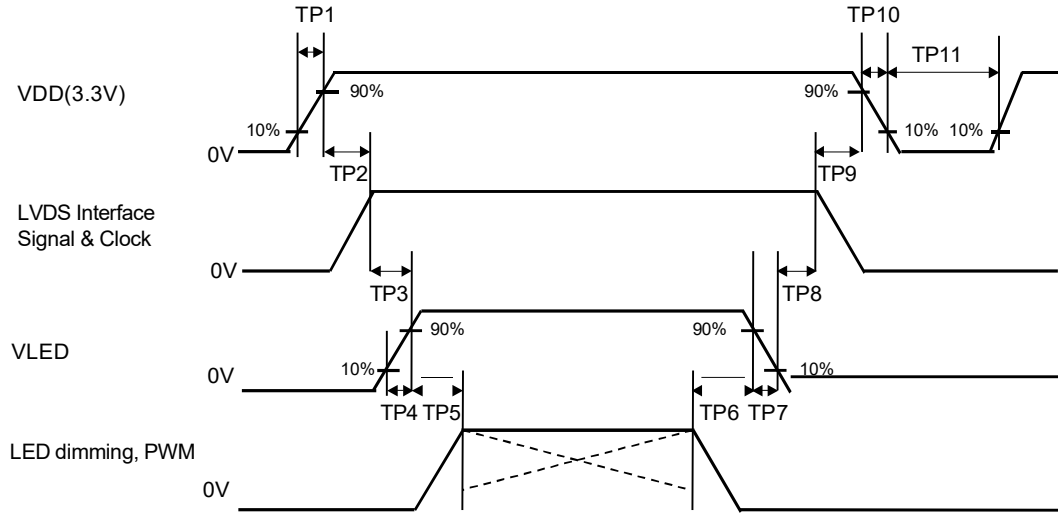 TP1
TP10
TP11
VDD(3.3V)
90%
90%
10%
10%
10%
0V
TP2
TP9
LVDS Interface
Signal & Clock
0V
TP3
TP8
90%
90%
VLED
10%
10%
0V
TP4
TP5
TP6
TP7
LED dimming, PWM
0V